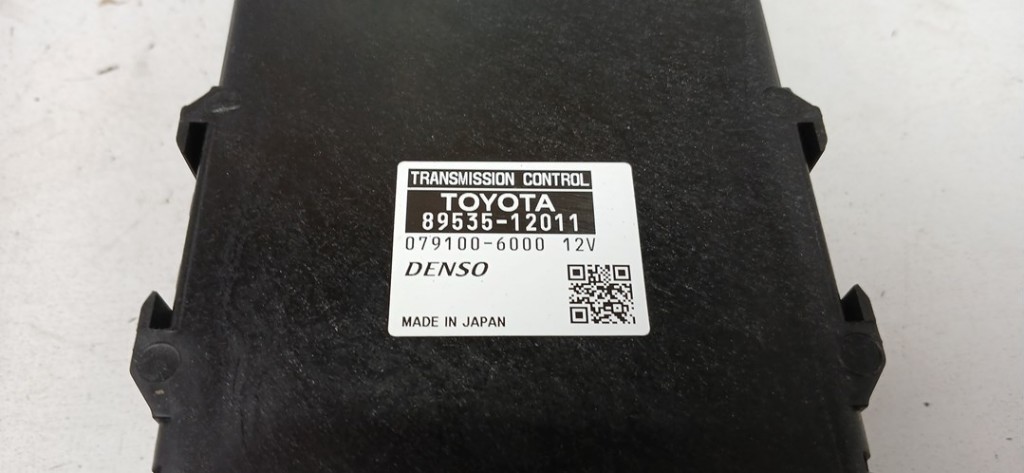 TRANSMISSION CONTROL
TOYOTA
89535-12011
079100-6000 12V
DENSO
MADE IN JAPAN